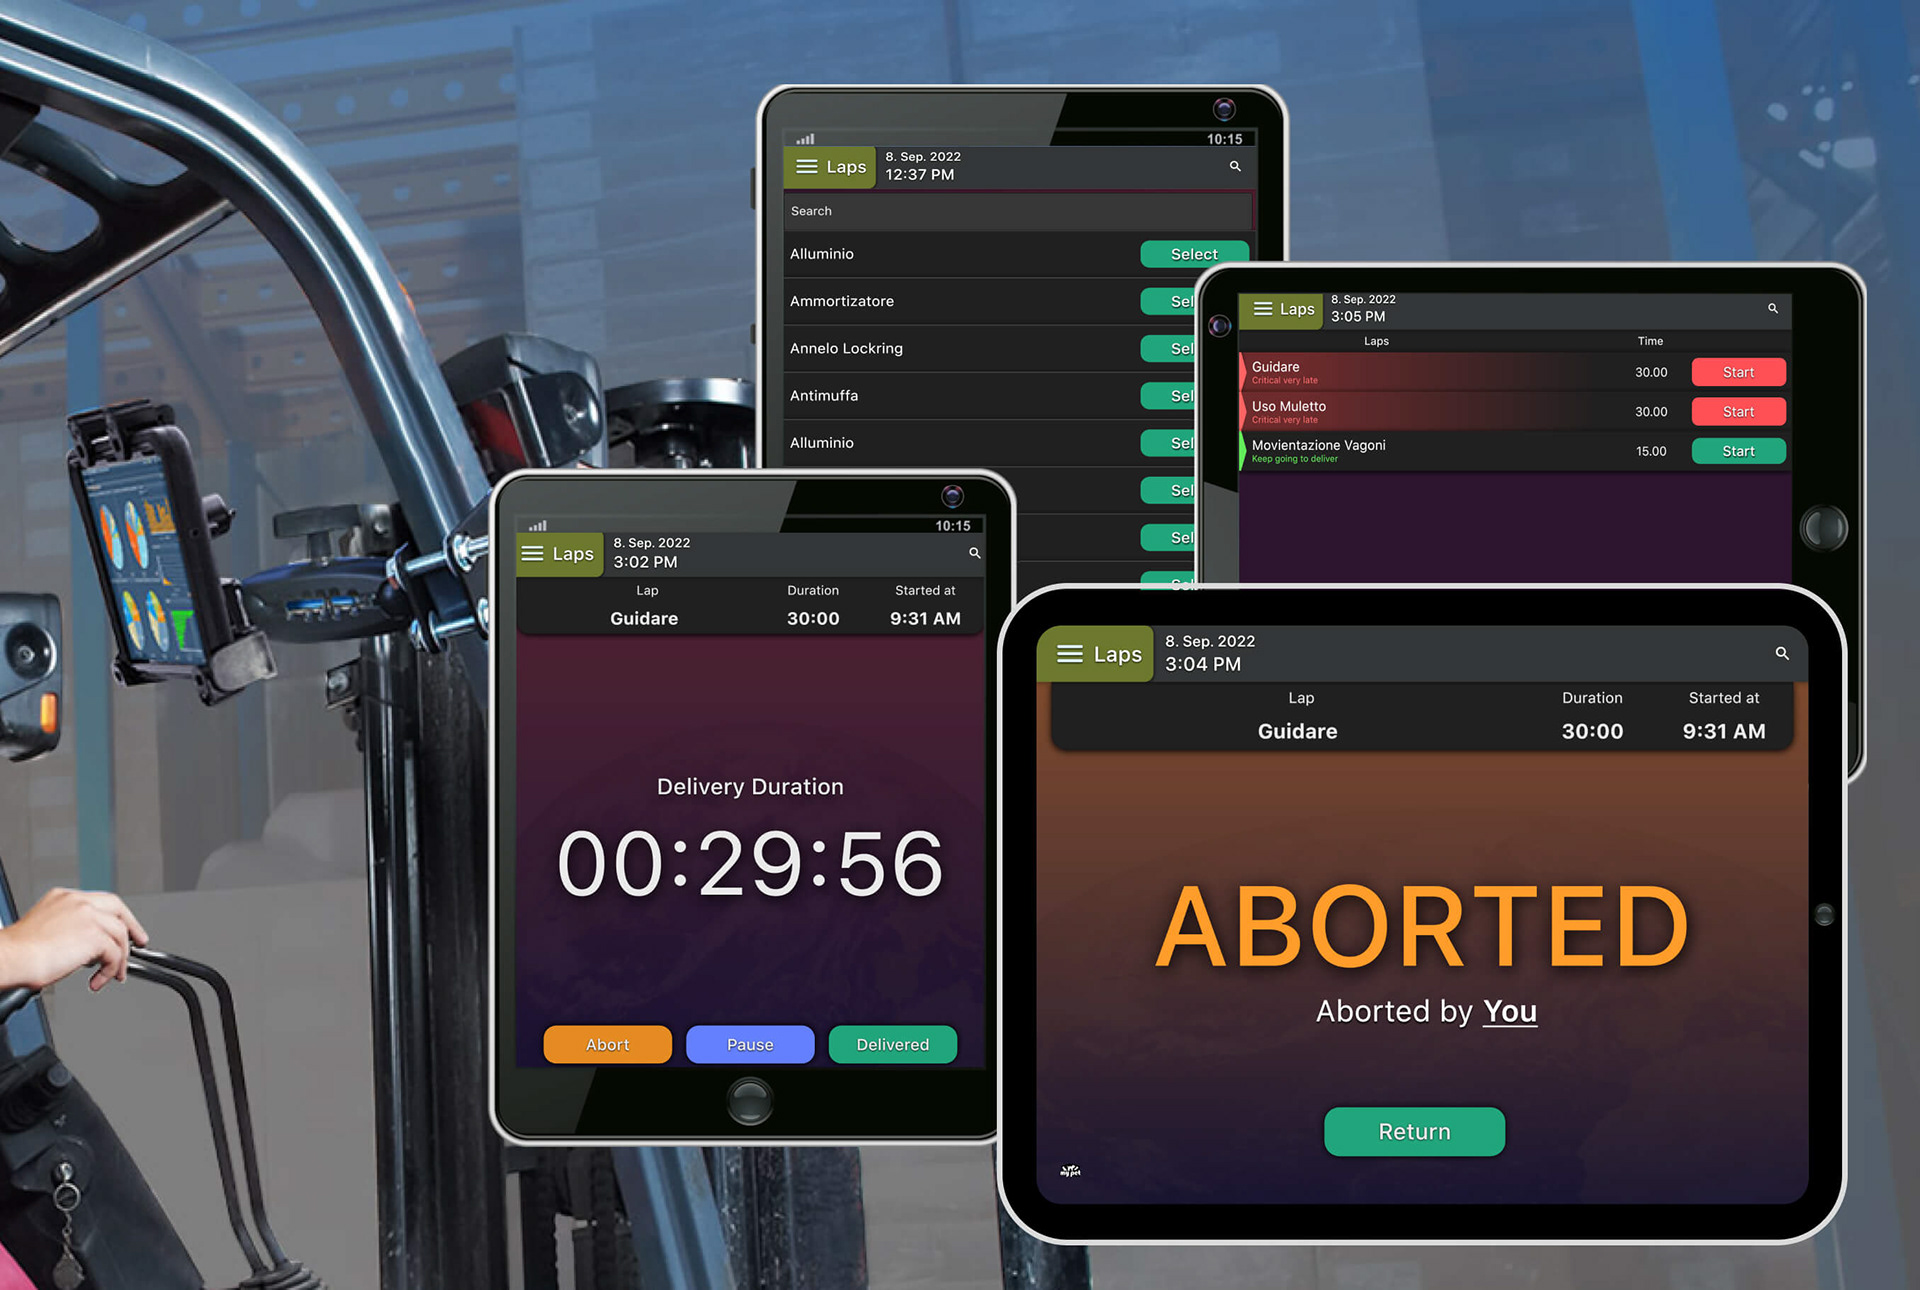 10:15
Laps
8. Sep. 2022
12:37 PM
Search
Alluminio Select
Ammortizatore Sel
Annelo Lockring Sel
Antimuffa Sel
Alluminio Sel
Sel
Sel
Laps
8. Sep. 2022
3:05 PM
Laps Time
Guidare 30.00 Start
Critical very late
Uso Muletto 30.00 Start
Critical very late
Movientazione Vagoni 15.00 Start
Keep going to deliver
10:15
Laps
8. Sep. 2022
3:02 PM
Lap Duration Started at
Guidare 30:00 9:31 AM
Delivery Duration
00:29:56
Abort Pause Delivered
Laps
8. Sep. 2022
3:04 PM
Lap Duration Started at
Guidare 30:00 9:31 AM
ABORTED
Aborted by You
Return
my pet